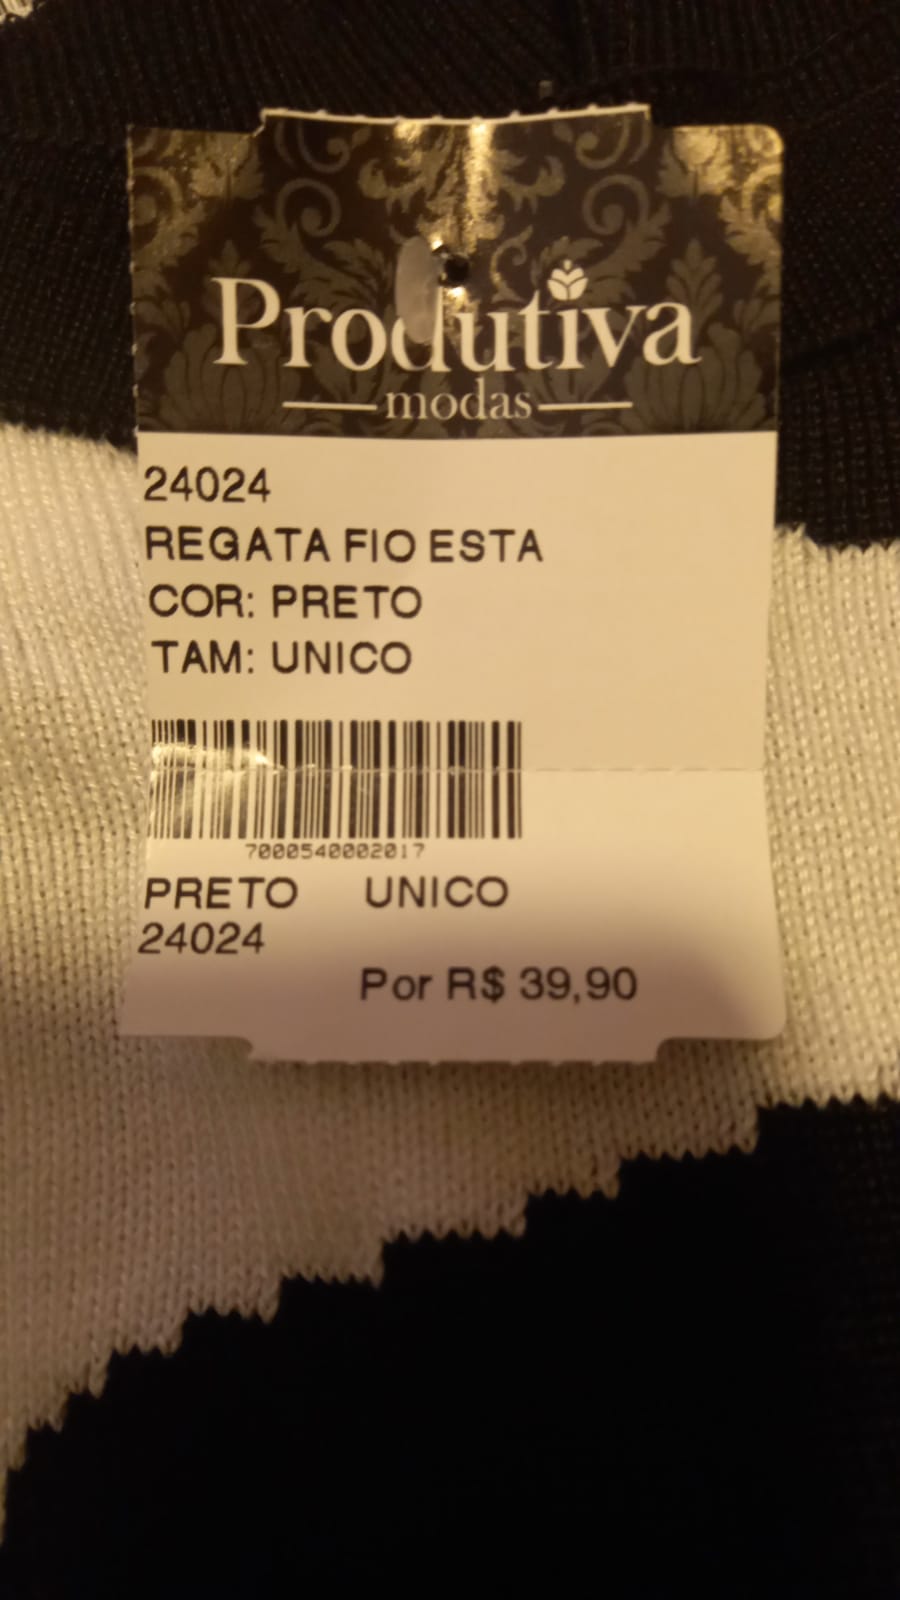 Produtiva
modas
24024
REGATA FIO ESTA
COR: PRETO
TAM: UNICO
7000540002017
PRETO UNICO
24024
Por R$ 39,90